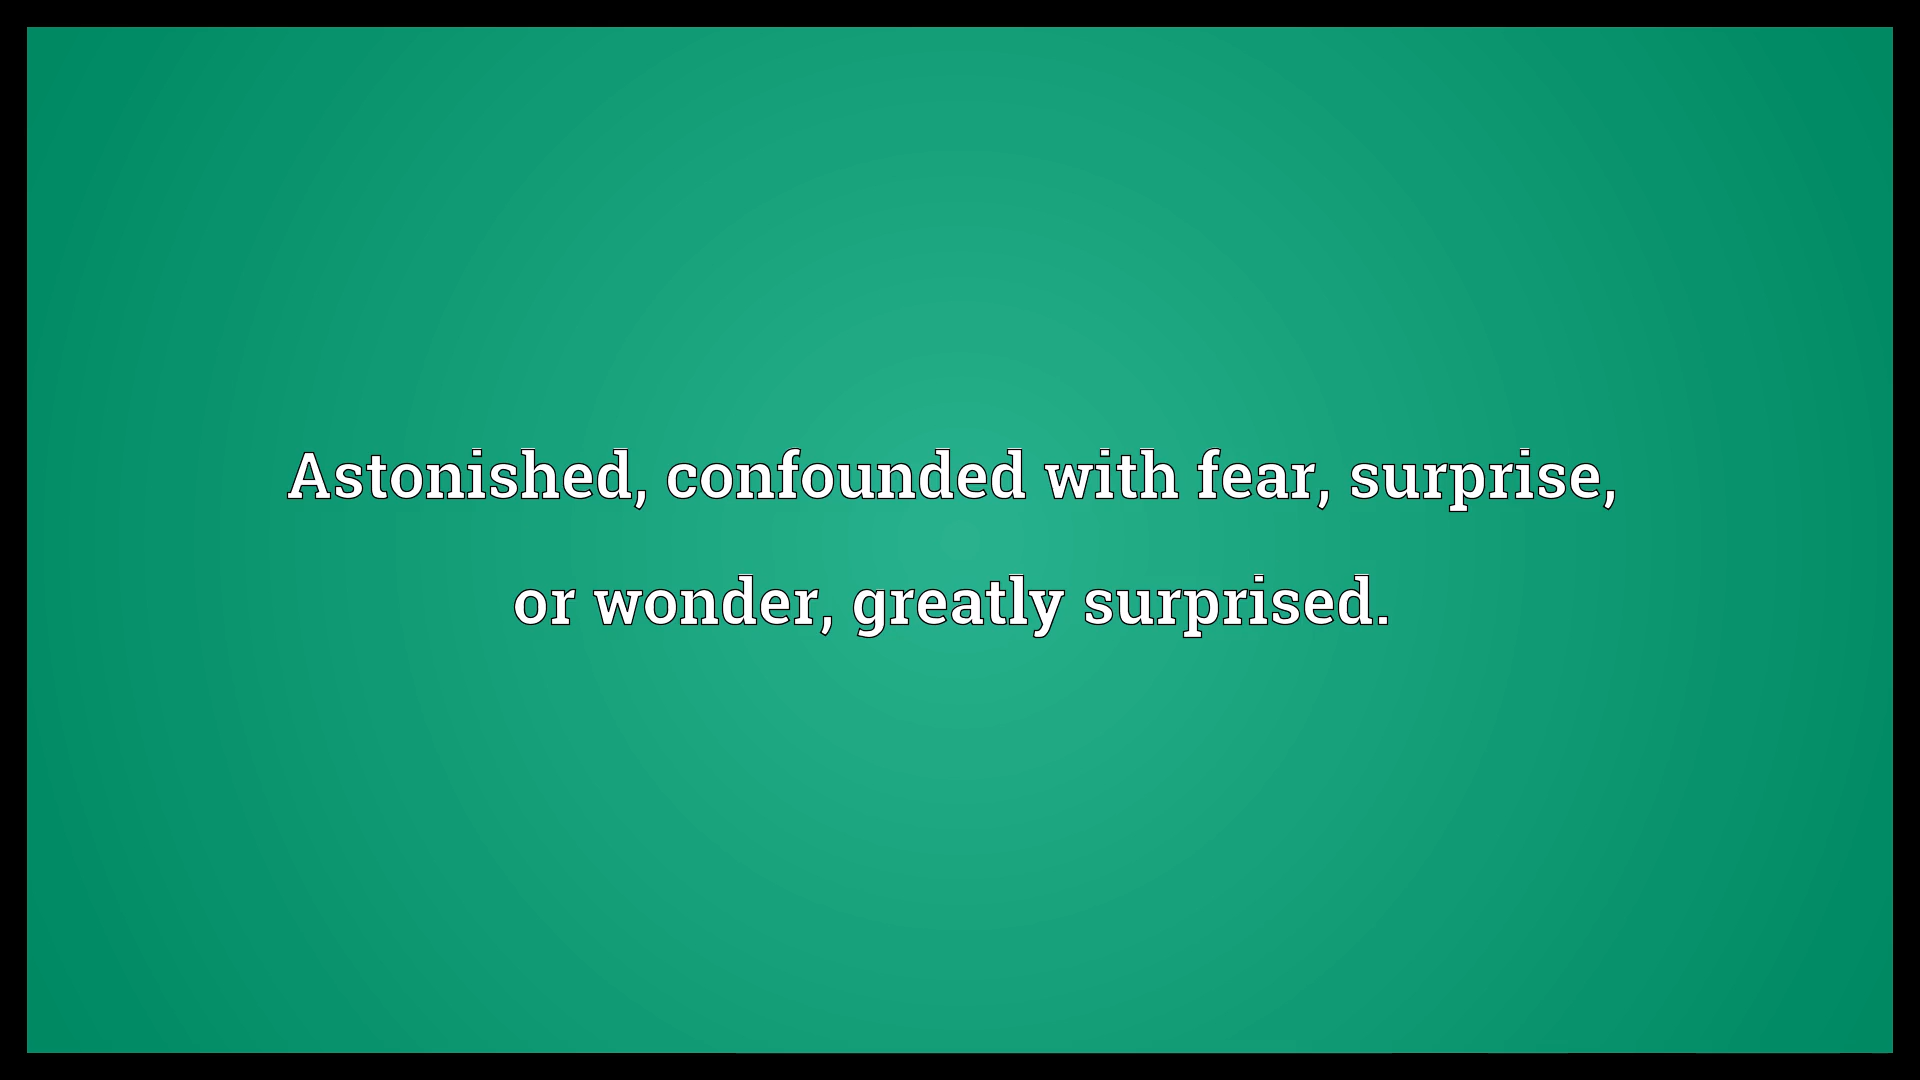 Astonished, confounded with fear, surprise,
or wonder, greatly surprised.